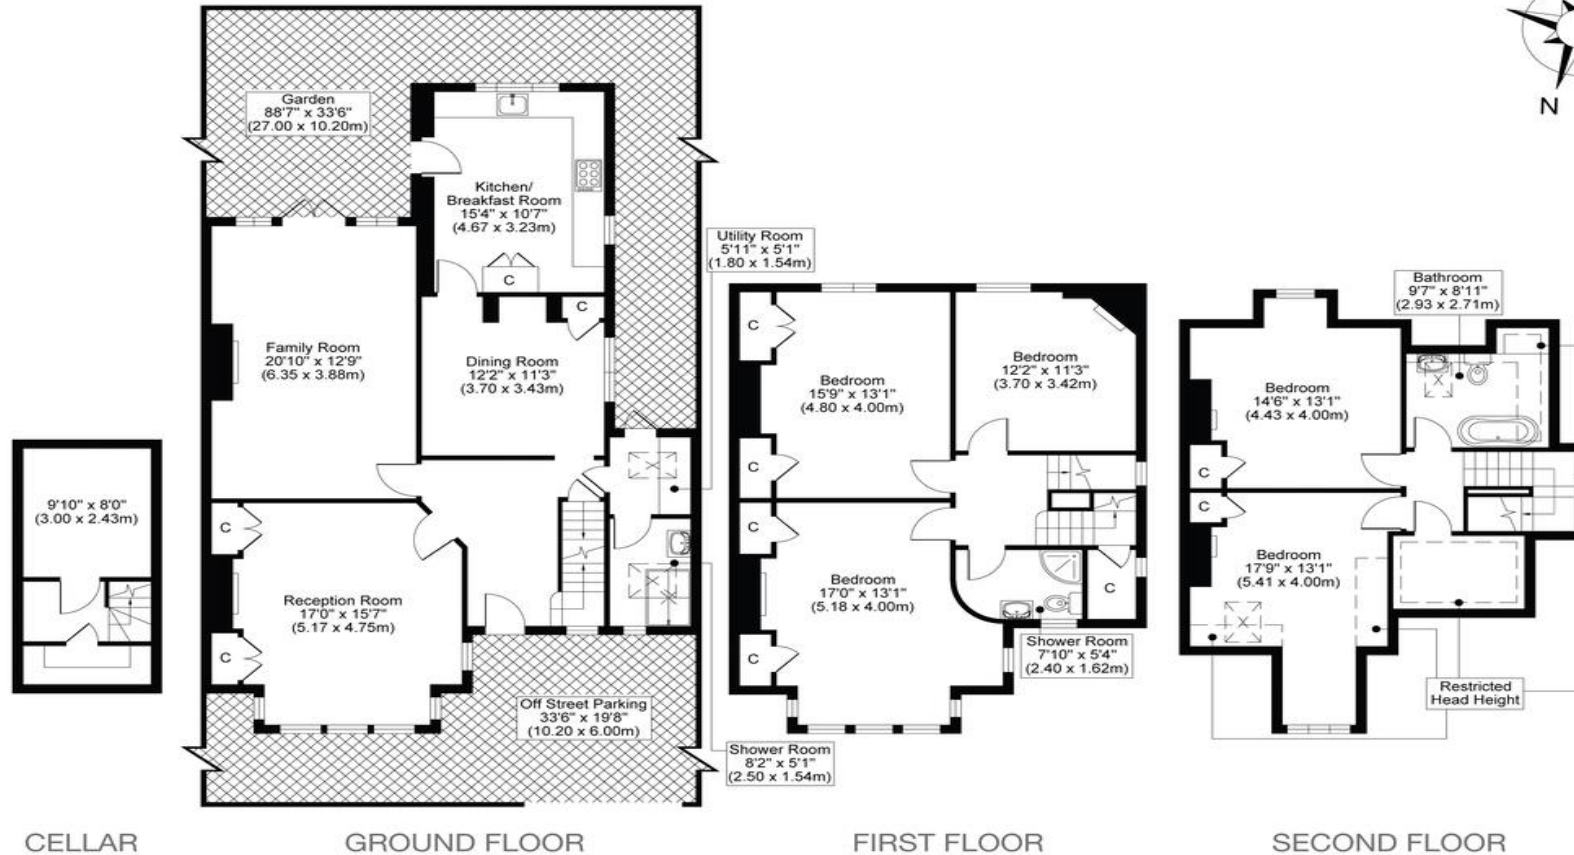 N
Garden
88'7" x 33'6"
(27.00 x 10.20m)
Kitchen/
Breakfast Room
15'4" x 10'7"
(4.67 x 3.23m)
C
Utility Room
5'11" x 5'1"
(1.80 x 1.54m)
C
Family Room
20'10" x 12'9"
(6.35 x 3.88m)
Dining Room
12'2" x 11'3"
(3.70 x 3.43m)
9'10" x 8'0"
(3.00 x 2.43m)
C
Reception Room
17'0" x 15'7"
(5.17 x 4.75m)
C
Off Street Parking
33'6" x 19'8"
(10.20 x 6.00m)
Shower Room
8'2" x 5'1"
(2.50 x 1.54m)
C
Bedroom
15'9" x 13'1"
(4.80 x 4.00m)
Bedroom
12'2" x 11'3"
(3.70 x 3.42m)
C
C
Bedroom
17'0" x 13'1"
(5.18 x 4.00m)
C
C
Shower Room
7'10" x 5'4"
(2.40 x 1.62m)
Bathroom
9'7" x 8'11"
(2.93 x 2.71m)
Bedroom
14'6" x 13'1"
(4.43 x 4.00m)
C
C
Bedroom
17'9" x 13'1"
(5.41 x 4.00m)
Restricted
Head Height
CELLAR
GROUND FLOOR
FIRST FLOOR
SECOND FLOOR